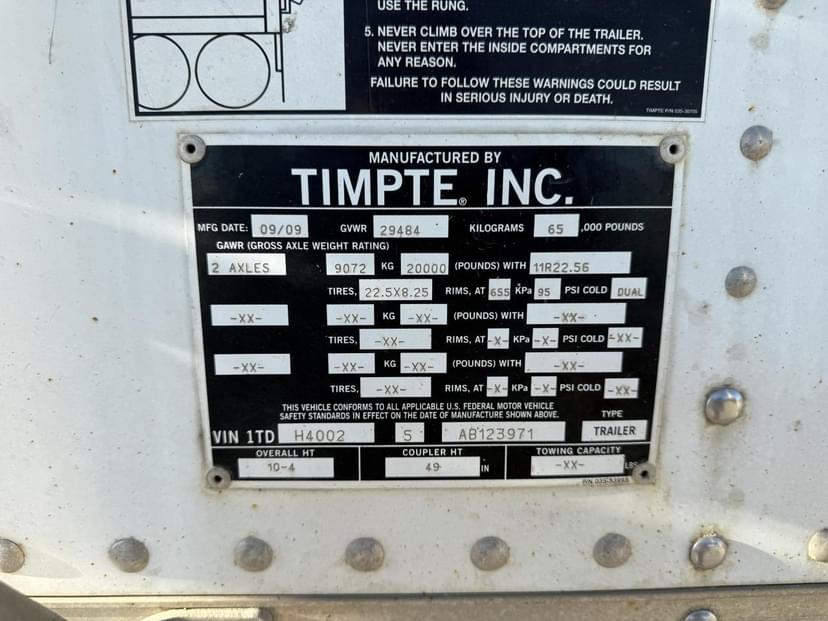 USE THE RUNG.
5. NEVER CLIMB OVER THE TOP OF THE TRAILER.
NEVER ENTER THE INSIDE COMPARTMENTS FOR
ANY REASON.
FAILURE TO FOLLOW THESE WARNINGS COULD RESULT
IN SERIOUS INJURY OR DEATH.
MANUFACTURED BY
TIMPTE® INC.
MFG DATE: 09/09 GVWR 29484 KILOGRAMS 65 ,000 POUNDS
GAWR (GROSS AXLE WEIGHT RATING)
2 AXLES 9072 KG 20000 (POUNDS) WITH 11R22.56
TIRES, 22.5X8.25 RIMS, AT 655 KPa 95 PSI COLD DUAL
-XX- -XX- KG -XX- (POUNDS) WITH -XX-
TIRES, -XX- RIMS, AT -X- KPa -X- PSI COLD -XX-
-XX- -XX- KG -XX- (POUNDS) WITH -XX-
TIRES, -XX- RIMS, AT -X- KPa -X- PSI COLD -XX-
THIS VEHICLE CONFORMS TO ALL APPLICABLE U.S. FEDERAL MOTOR VEHICLE
SAFETY STANDARDS IN EFFECT ON THE DATE OF MANUFACTURE SHOWN ABOVE. TYPE
VIN 1TD H4002 5 AB123971 TRAILER
OVERALL HT COUPLER HT TOWING CAPACITY
10-4 49 IN -XX- LBS